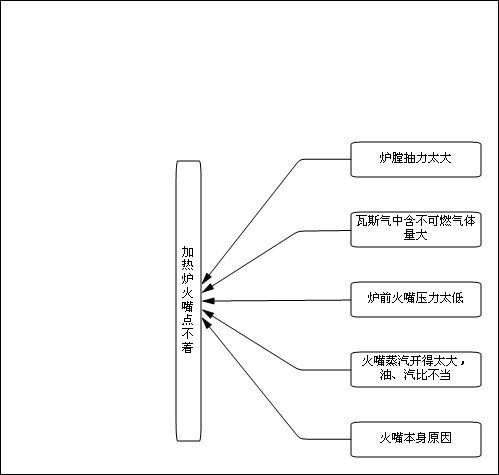 加热炉火嘴点不着
炉膛抽力太大
瓦斯气中含不可燃气体
量大
炉前火嘴压力太低
火嘴蒸汽开得太大，
油、汽比不当
火嘴本身原因